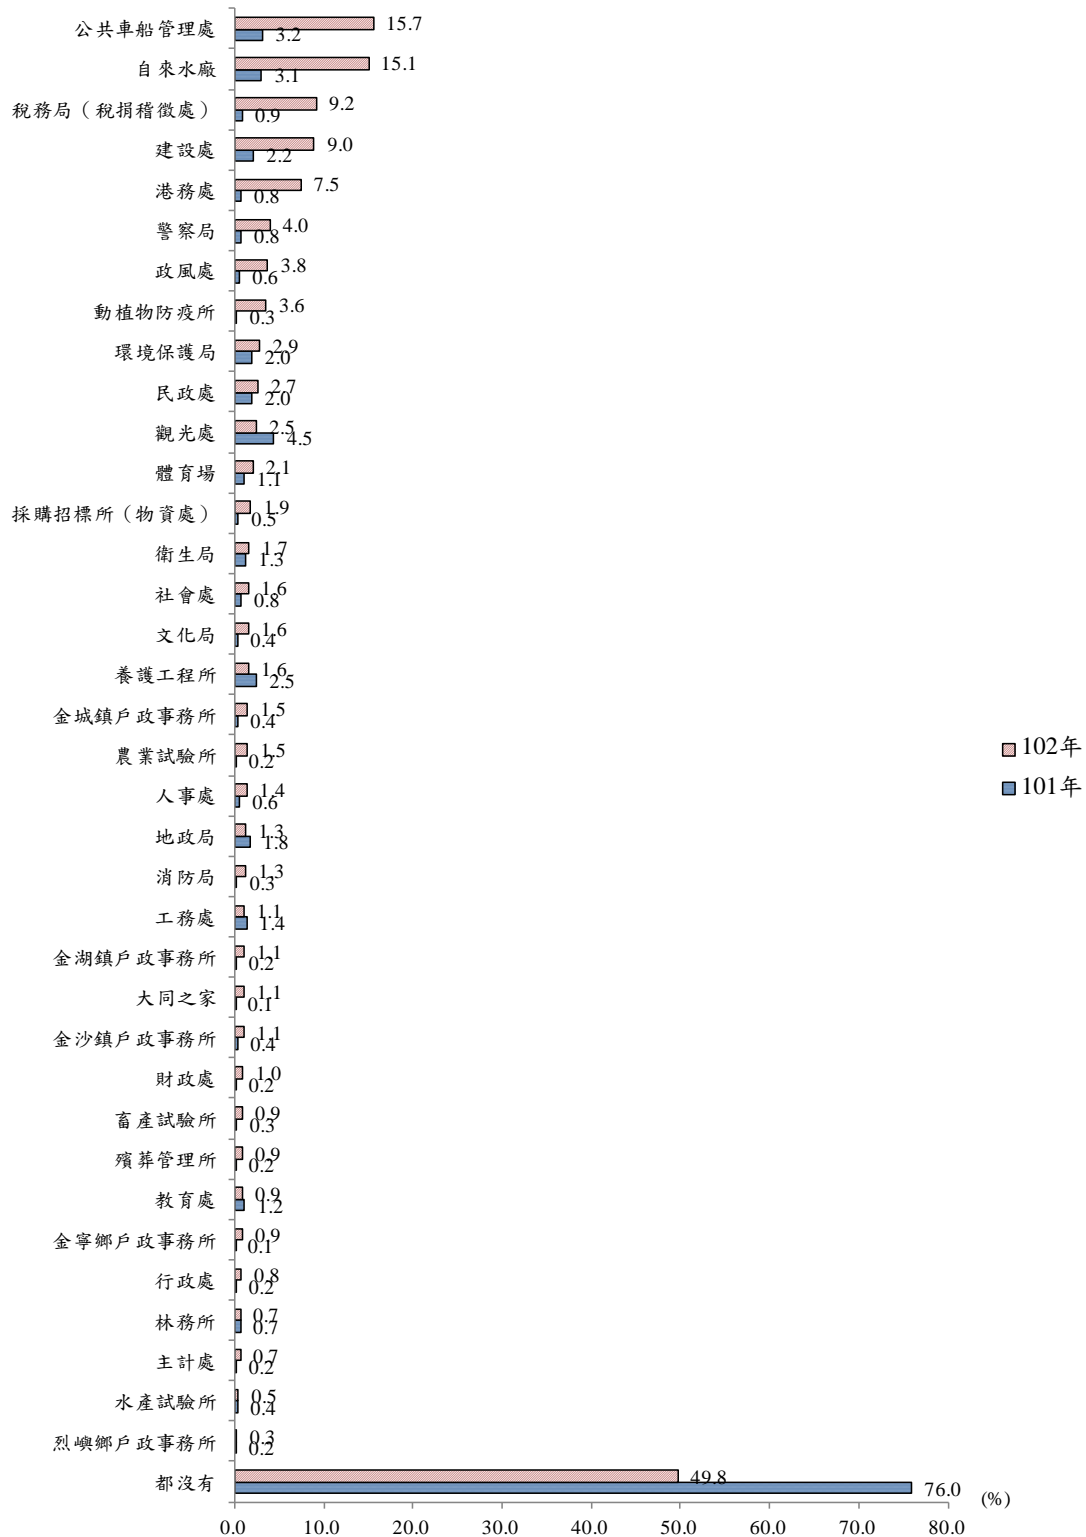 公共車船管理處 15.7
3.2
自來水廠 15.1
3.1
稅務局（稅捐稽徵處） 9.2
0.9
建設處 9.0
2.2
港務處 7.5
0.8
警察局 4.0
0.8
政風處 3.8
0.6
動植物防疫所 3.6
0.3
環境保護局 2.9
2.0
民政處 2.7
2.0
觀光處 2.5
4.5
體育場 2.1
1.1
採購招標所（物資處） 1.9
0.5
衛生局 1.7
1.3
社會處 1.6
0.8
文化局 1.6
0.4
養護工程所 1.6
2.5
金城鎮戶政事務所 1.5
0.4
農業試驗所 1.5
0.2
人事處 1.4
0.6
地政局 1.3
1.8
消防局 1.3
0.3
工務處 1.1
1.4
金湖鎮戶政事務所 1.1
0.2
大同之家 1.1
0.1
金沙鎮戶政事務所 1.1
0.4
財政處 1.0
0.2
畜產試驗所 0.9
0.3
殯葬管理所 0.9
0.2
教育處 0.9
1.2
金寧鄉戶政事務所 0.9
0.1
行政處 0.8
0.2
林務所 0.7
0.7
主計處 0.7
0.2
水產試驗所 0.5
0.4
烈嶼鄉戶政事務所 0.3
0.2
都沒有 49.8
76.0 (%)
0.0 10.0 20.0 30.0 40.0 50.0 60.0 70.0 80.0
102年
101年